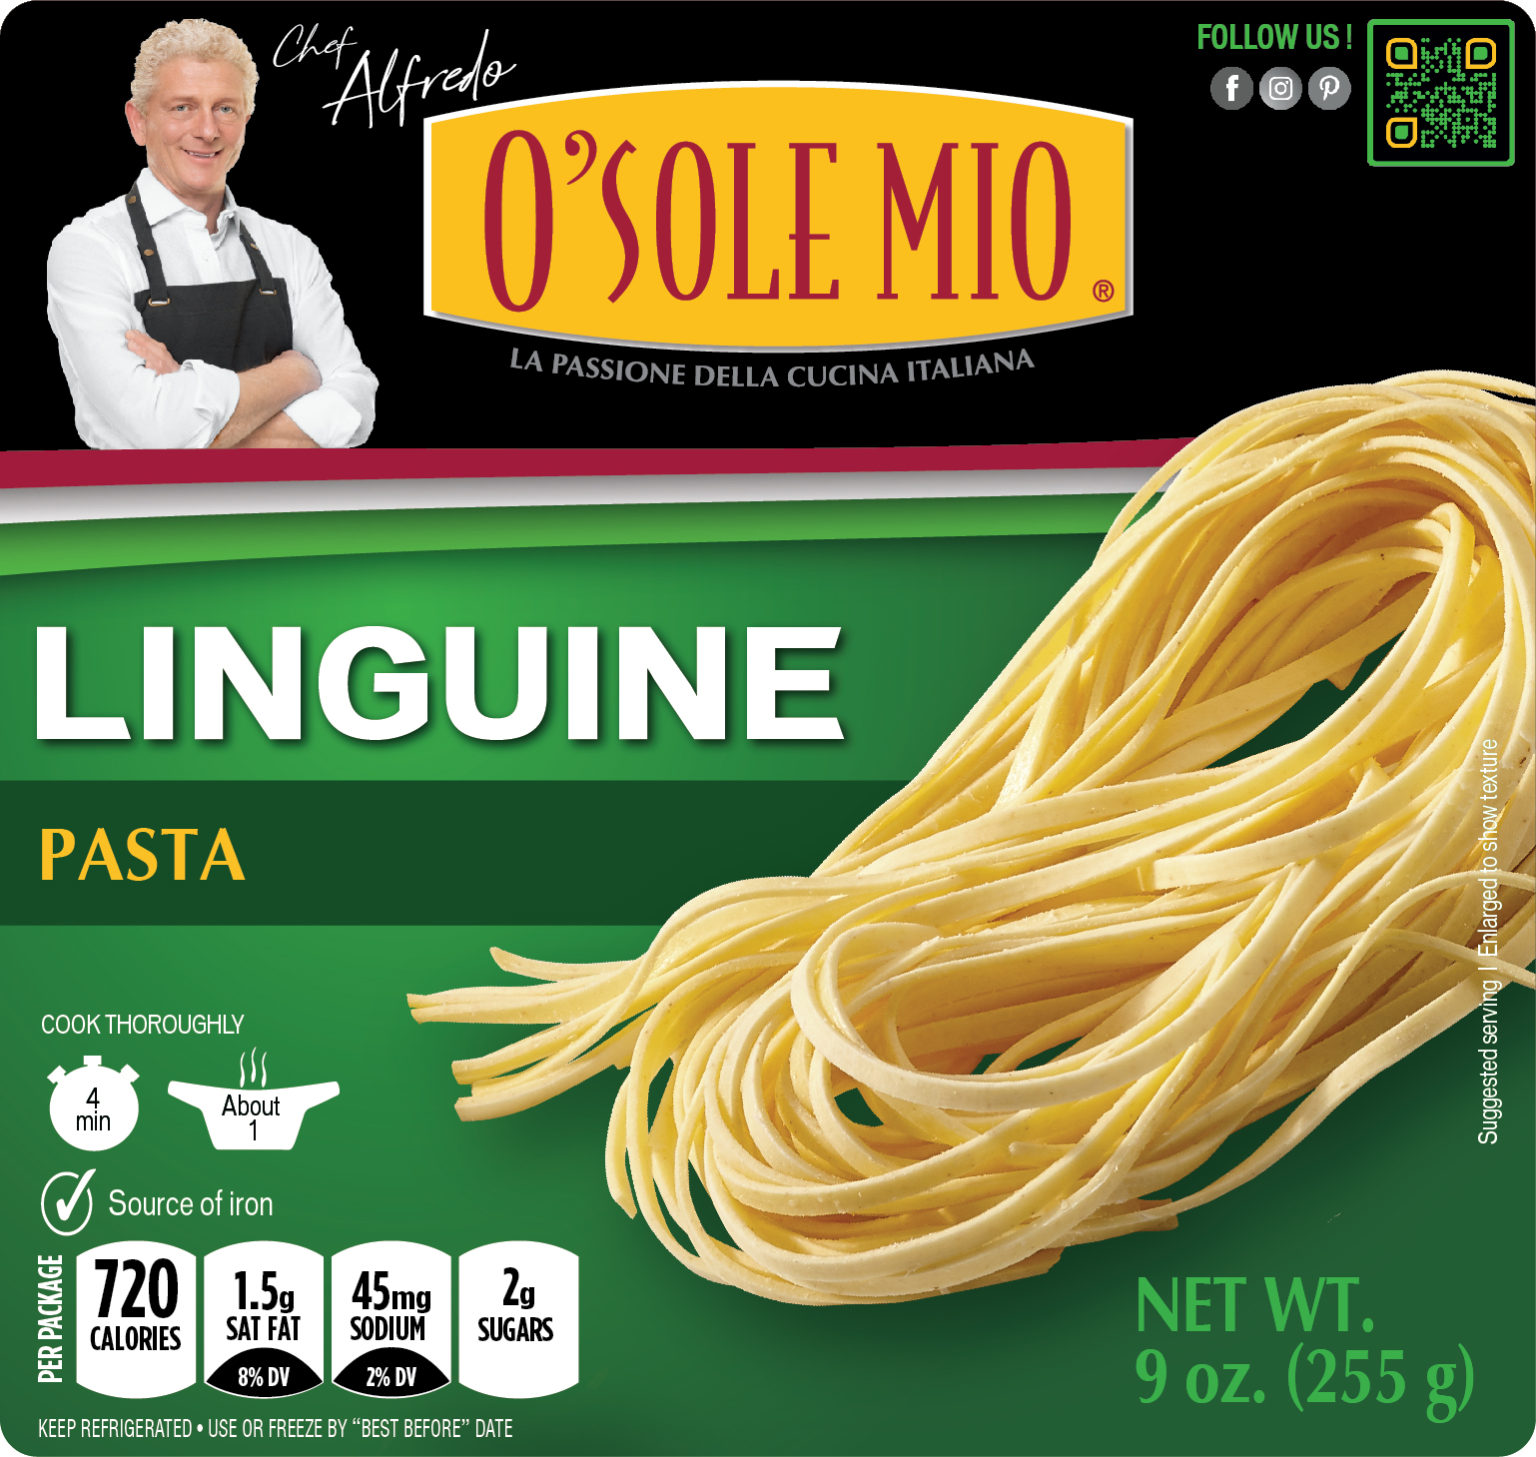 Chef
Alfredo
FOLLOW US !
O'SOLE MIO ®
LA PASSIONE DELLA CUCINA ITALIANA
LINGUINE
PASTA
COOK THOROUGHLY
4
min
About
1
Source of iron
PER PACKAGE
720
CALORIES
1.5g
SAT FAT
8% DV
45mg
SODIUM
2% DV
2g
SUGARS
KEEP REFRIGERATED • USE OR FREEZE BY “BEST BEFORE” DATE
Suggested serving I Enlarged to show texture
NET WT.
9 oz. (255 g)